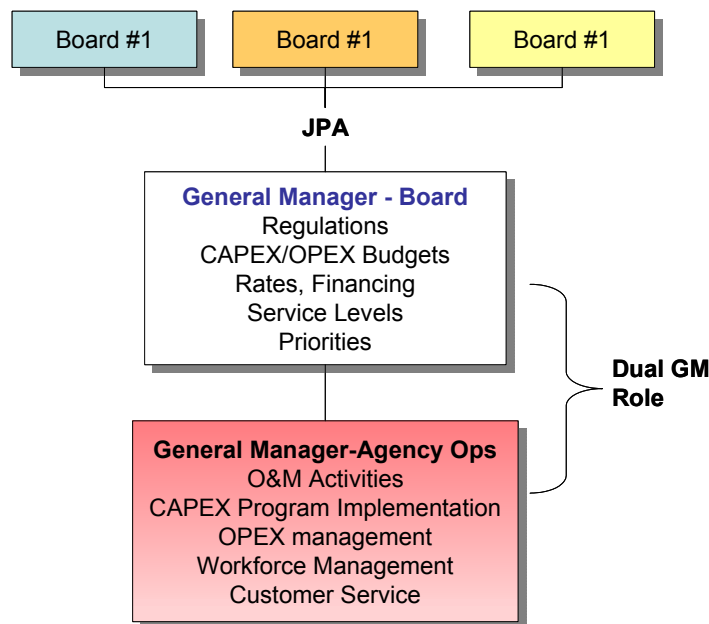 Board #1
Board #1
Board #1
JPA
General Manager - Board
Regulations
CAPEX/OPEX Budgets
Rates, Financing
Service Levels
Priorities
Dual GM
Role
General Manager-Agency Ops
O&M Activities
CAPEX Program Implementation
OPEX management
Workforce Management
Customer Service